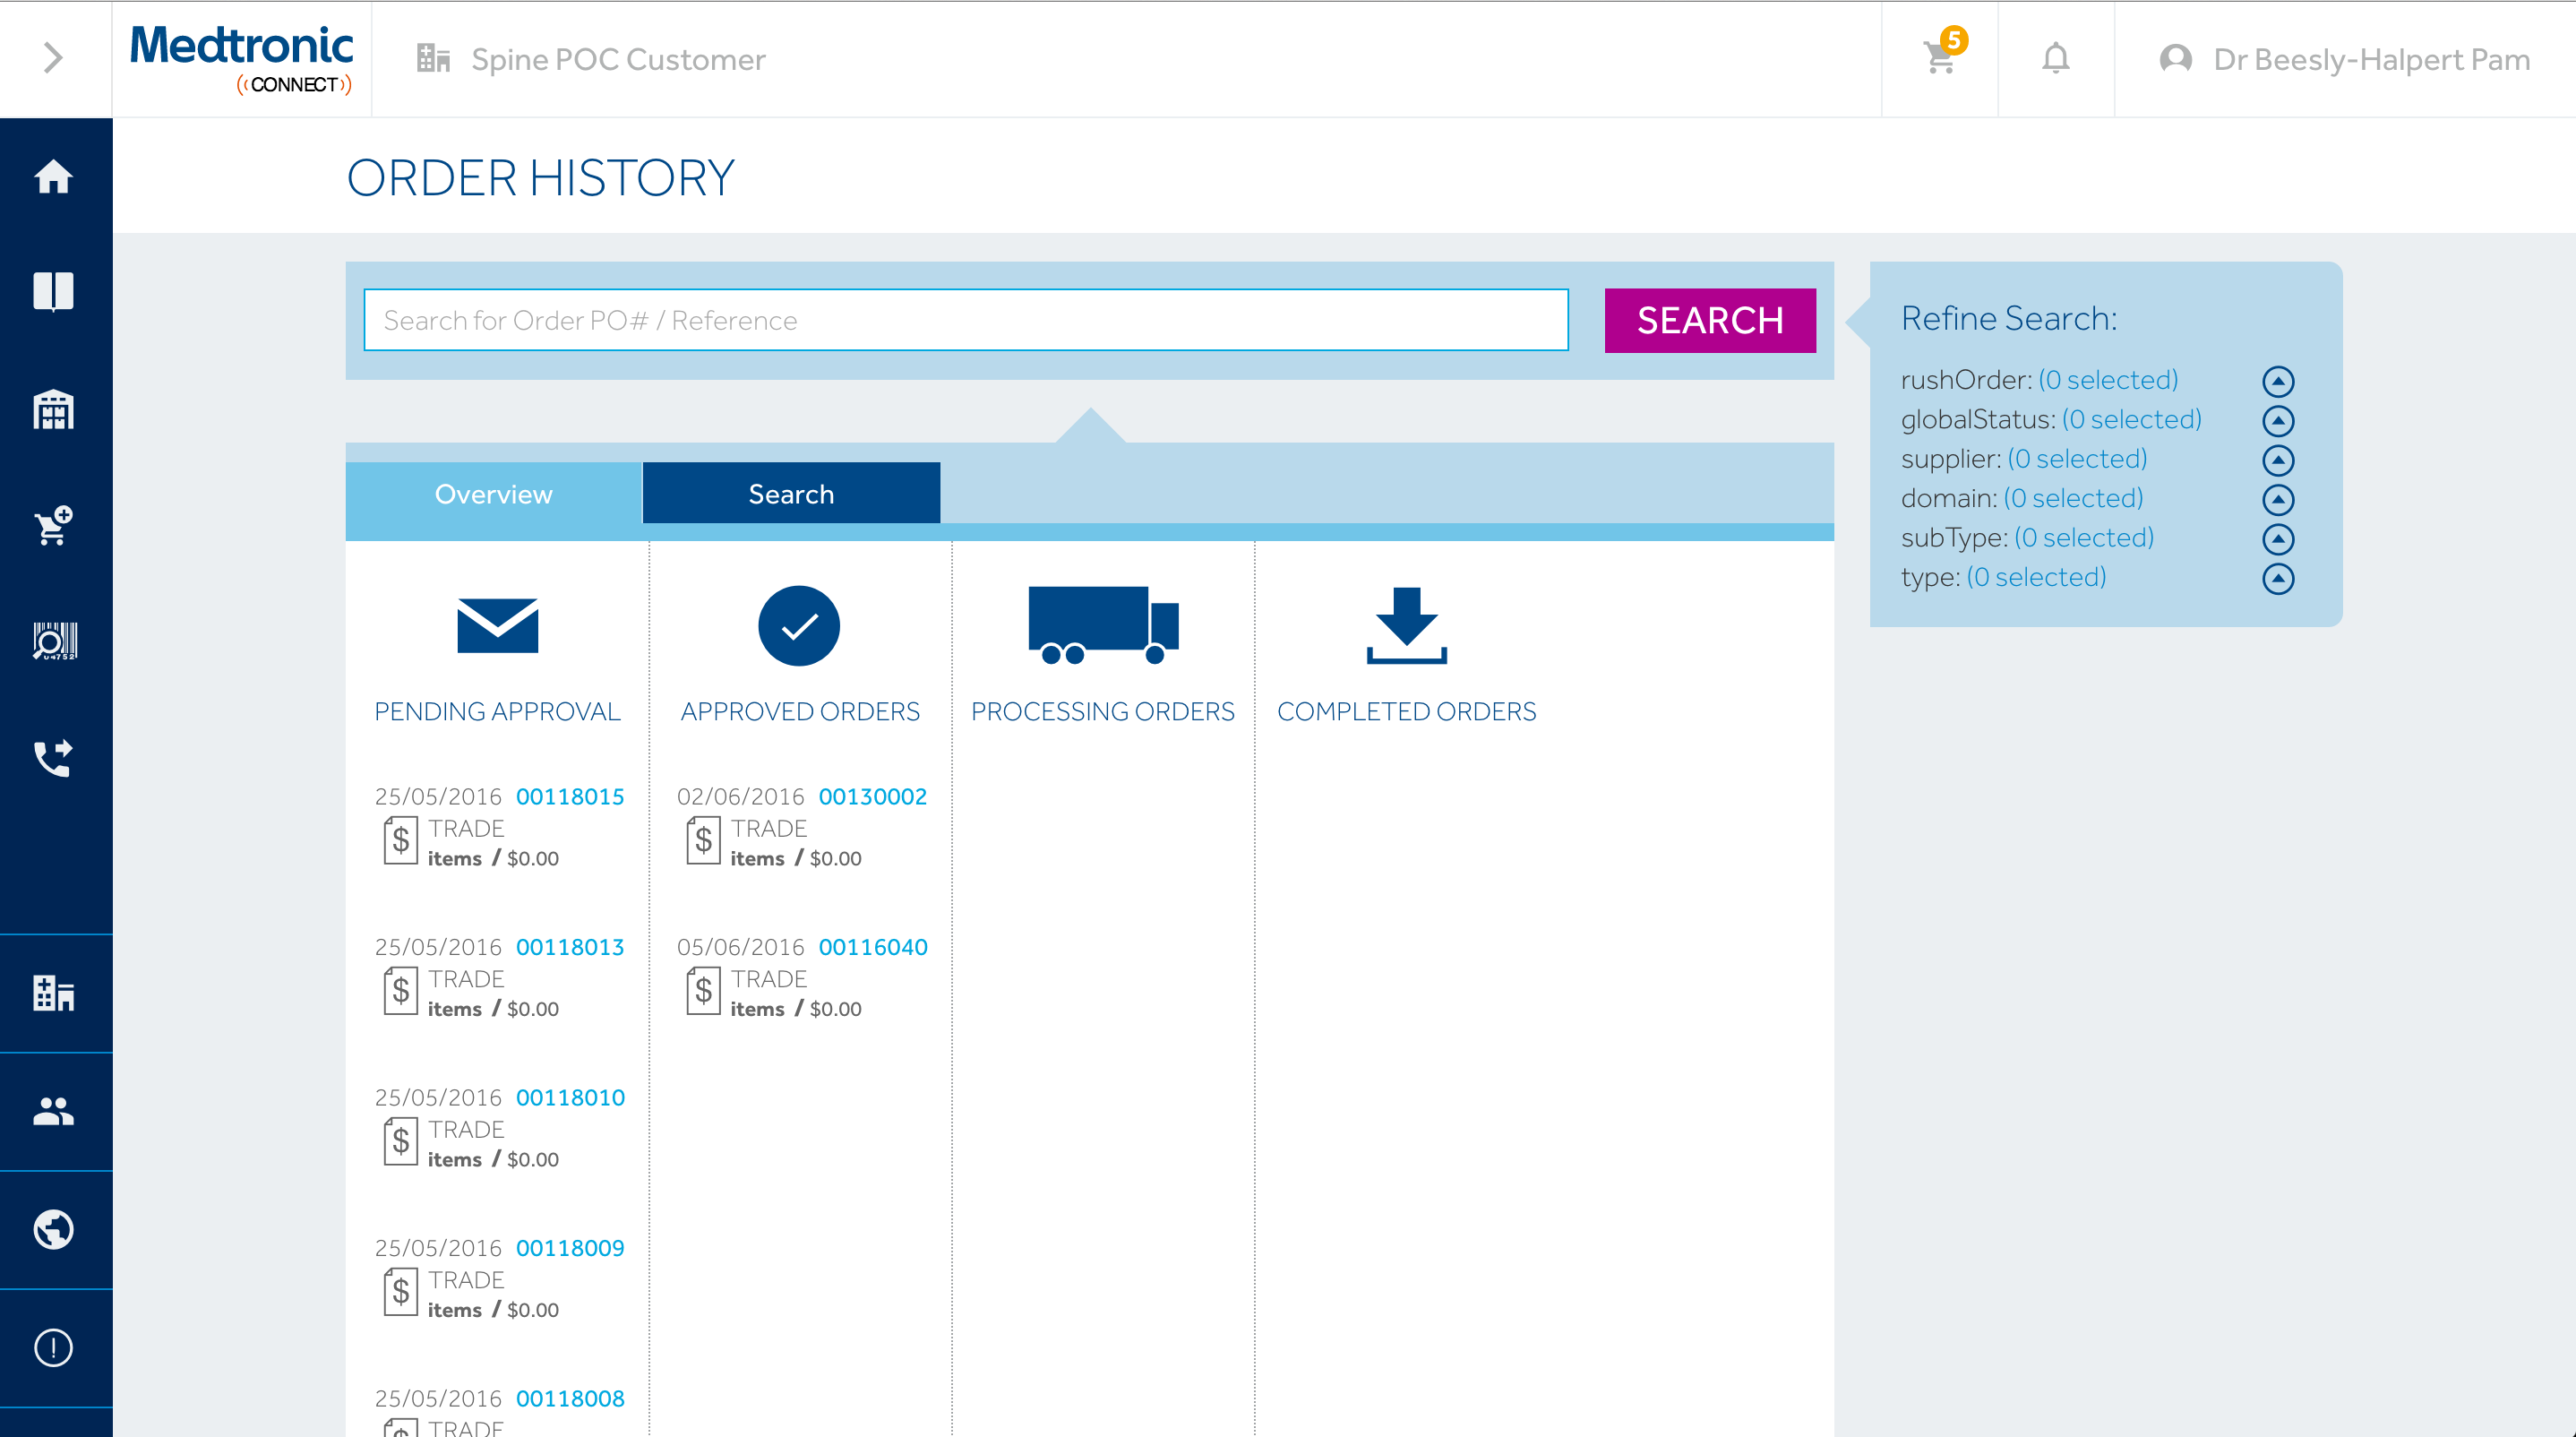 Medtronic
CONNECT
Spine POC Customer
5
Dr Beesly-Halpert Pam
ORDER HISTORY
Search for Order PO# / Reference
SEARCH
Refine Search:
rushOrder: (0 selected)
globalStatus: (0 selected)
supplier: (0 selected)
domain: (0 selected)
subType: (0 selected)
type: (0 selected)
Overview
Search
PENDING APPROVAL
25/05/2016 00118015
$ TRADE
items / $0.00
25/05/2016 00118013
$ TRADE
items / $0.00
25/05/2016 00118010
$ TRADE
items / $0.00
25/05/2016 00118009
$ TRADE
items / $0.00
25/05/2016 00118008
$ TRADE
APPROVED ORDERS
02/06/2016 00130002
$ TRADE
items / $0.00
05/06/2016 00116040
$ TRADE
items / $0.00
PROCESSING ORDERS
COMPLETED ORDERS
04752